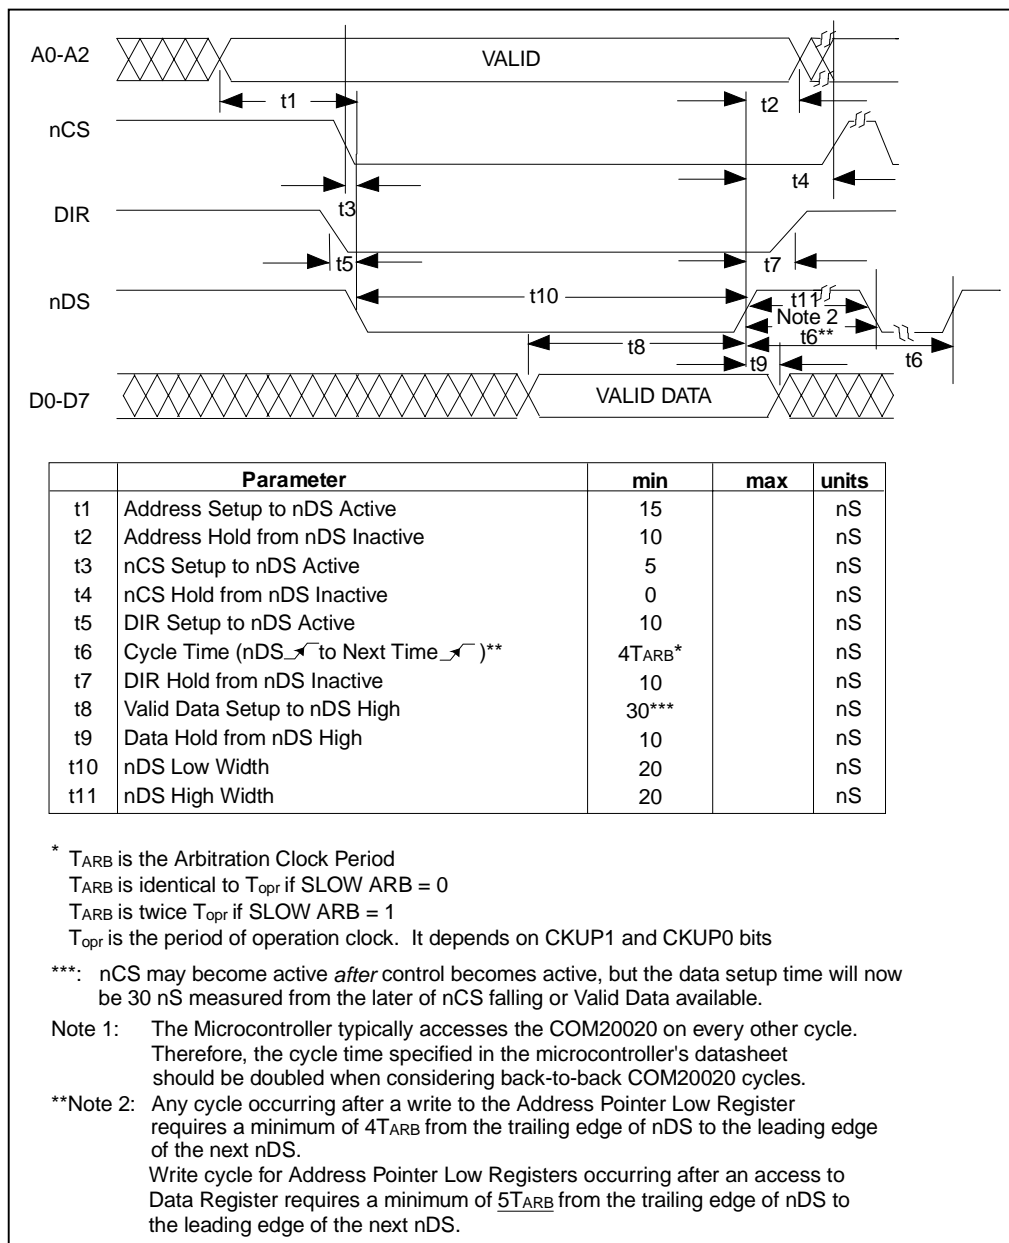 A0-A2
VALID
t1
t2
nCS
t3
t4
DIR
t5
t7
nDS
t10
t11
Note 2
t6**
t8
t9
t6
D0-D7
VALID DATA
Parameter min max units
t1 Address Setup to nDS Active 15 nS
t2 Address Hold from nDS Inactive 10 nS
t3 nCS Setup to nDS Active 5 nS
t4 nCS Hold from nDS Inactive 0 nS
t5 DIR Setup to nDS Active 10 nS
t6 Cycle Time (nDS to Next Time )** 4TARB* nS
t7 DIR Hold from nDS Inactive 10 nS
t8 Valid Data Setup to nDS High 30*** nS
t9 Data Hold from nDS High 10 nS
t10 nDS Low Width 20 nS
t11 nDS High Width 20 nS
* TARB is the Arbitration Clock Period
TARB is identical to Topr if SLOW ARB = 0
TARB is twice Topr if SLOW ARB = 1
Topr is the period of operation clock. It depends on CKUP1 and CKUP0 bits
***: nCS may become active after control becomes active, but the data setup time will now
be 30 nS measured from the later of nCS falling or Valid Data available.
Note 1: The Microcontroller typically accesses the COM20020 on every other cycle.
Therefore, the cycle time specified in the microcontroller's datasheet
should be doubled when considering back-to-back COM20020 cycles.
**Note 2: Any cycle occurring after a write to the Address Pointer Low Register
requires a minimum of 4TARB from the trailing edge of nDS to the leading edge
of the next nDS.
Write cycle for Address Pointer Low Registers occurring after an access to
Data Register requires a minimum of 5TARB from the trailing edge of nDS to
the leading edge of the next nDS.